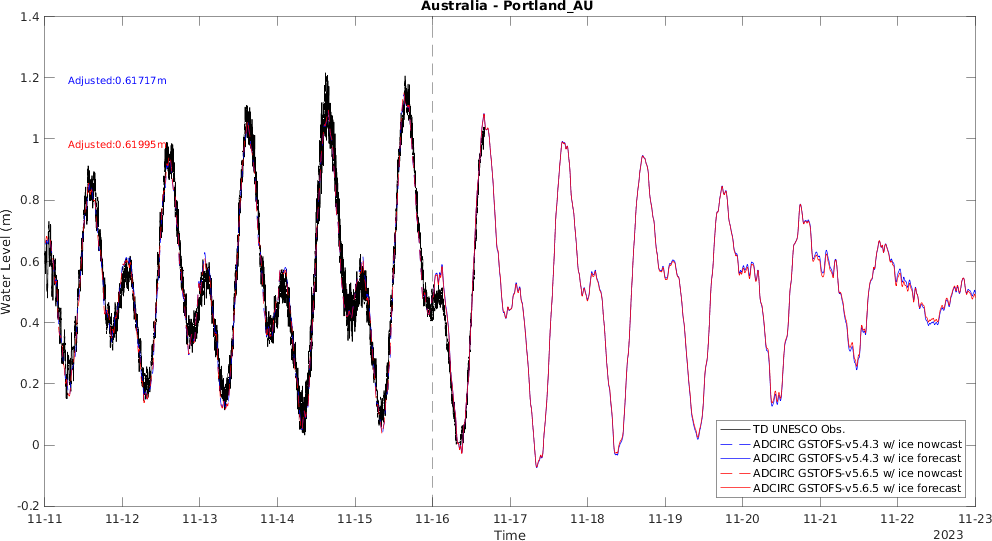 Australia - Portland_AU
1.4
1.2
1
0.8
0.6
0.4
0.2
0
-0.2
Water Level (m)
Adjusted:0.61717m
Adjusted:0.61995m
TD UNESCO Obs.
ADCIRC GSTOFS-v5.4.3 w/ ice nowcast
ADCIRC GSTOFS-v5.4.3 w/ ice forecast
ADCIRC GSTOFS-v5.6.5 w/ ice nowcast
ADCIRC GSTOFS-v5.6.5 w/ ice forecast
11-11 11-12 11-13 11-14 11-15 11-16 11-17 11-18 11-19 11-20 11-21 11-22 11-23
Time
2023